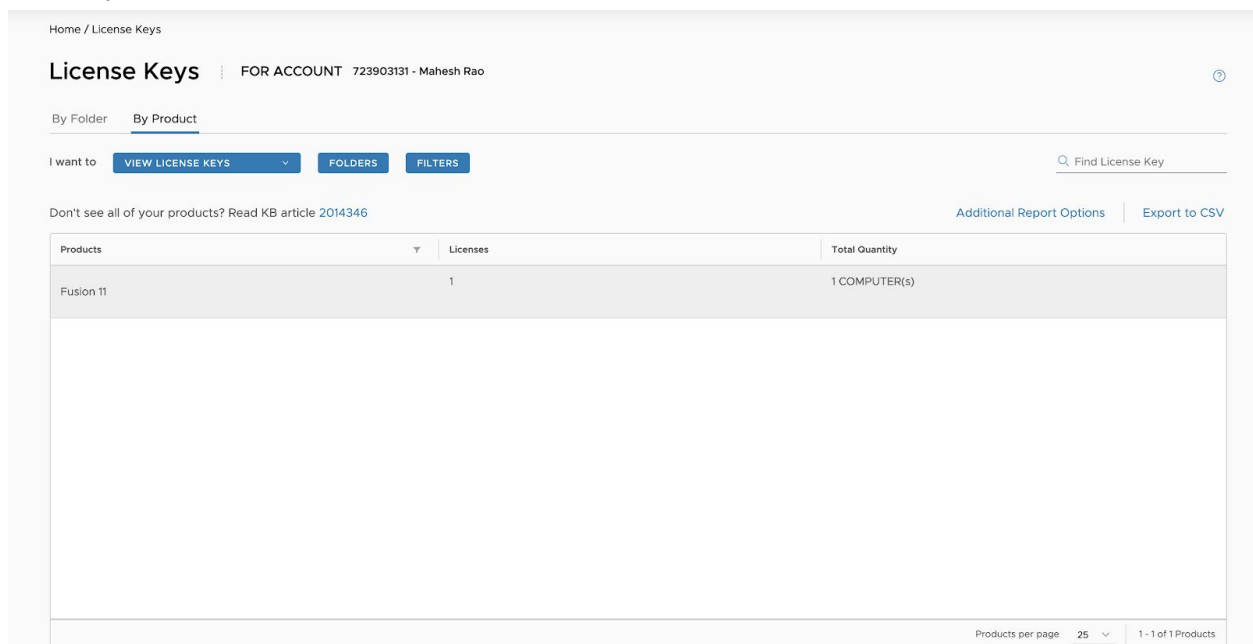 Home / License Keys
License Keys FOR ACCOUNT 723903131 - Mahesh Rao
By Folder By Product
I want to VIEW LICENSE KEYS FOLDERS FILTERS Find License Key
Don't see all of your products? Read KB article 2014346 Additional Report Options Export to CSV
Products Licenses Total Quantity
Fusion 11 1 1 COMPUTER(s)
Products per page 25 1 - 1 of 1 Products